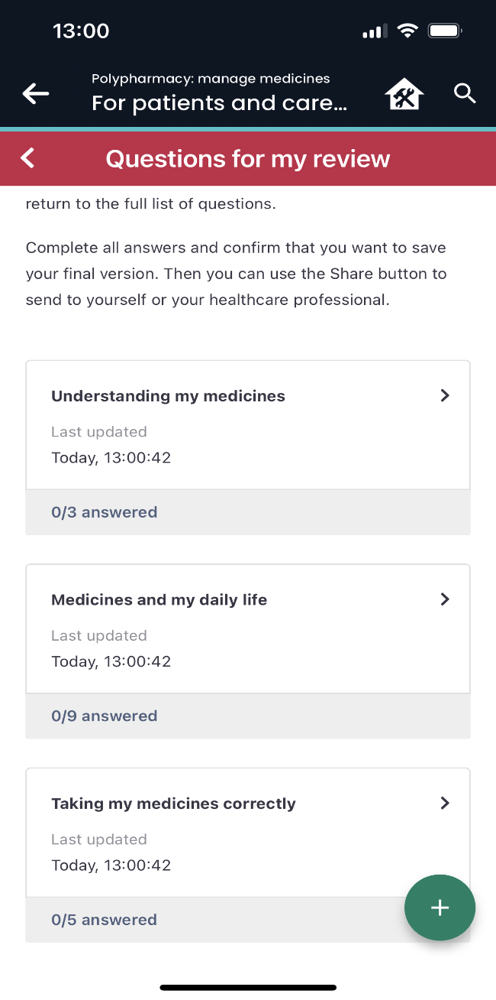 13:00
Polypharmacy: manage medicines
For patients and care...
Questions for my review
return to the full list of questions.
Complete all answers and confirm that you want to save
your final version. Then you can use the Share button to
send to yourself or your healthcare professional.
Understanding my medicines
Last updated
Today, 13:00:42
0/3 answered
Medicines and my daily life
Last updated
Today, 13:00:42
0/9 answered
Taking my medicines correctly
Last updated
Today, 13:00:42
0/5 answered